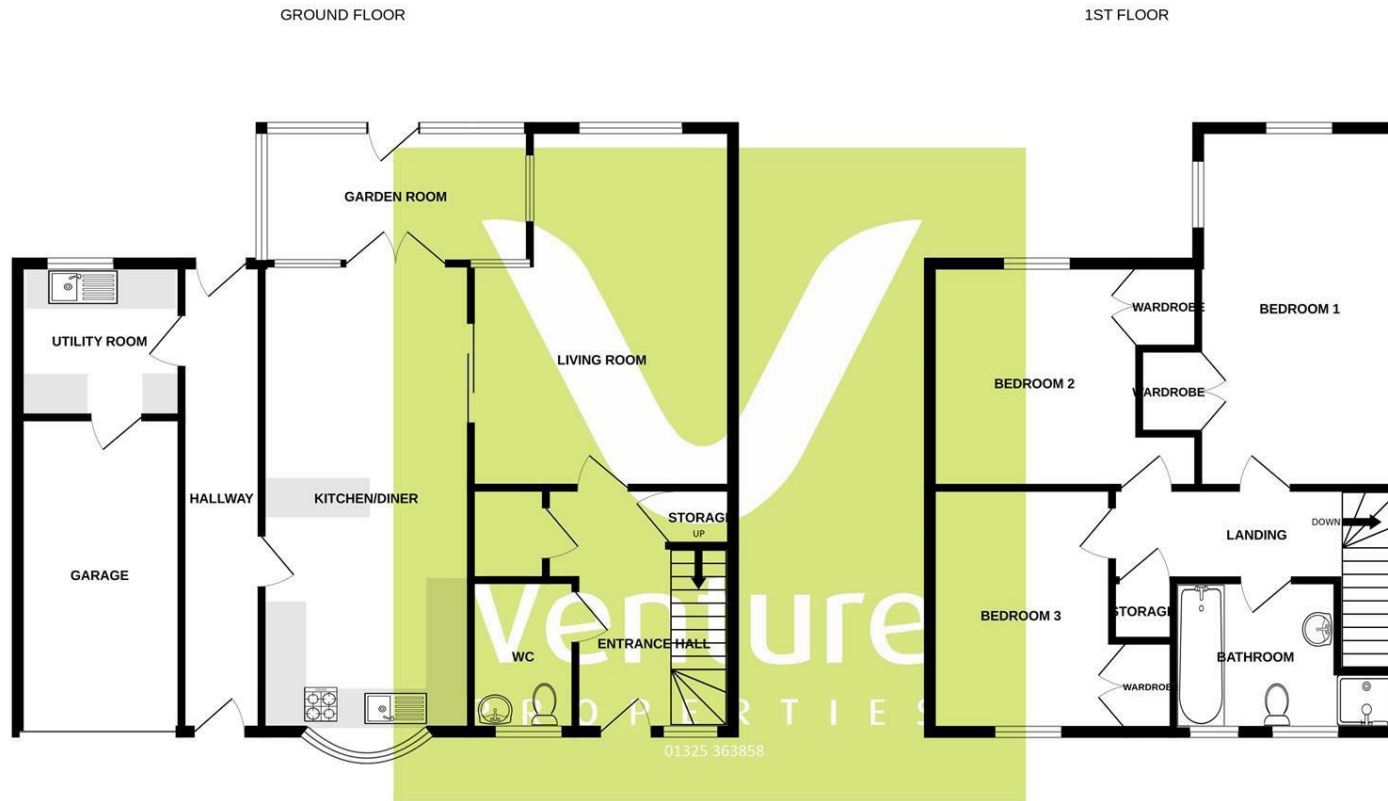 GROUND FLOOR
1ST FLOOR
GARDEN ROOM
UTILITY ROOM
LIVING ROOM
HALLWAY
KITCHEN/DINER
STORAGE
UP
GARAGE
ENTRANCE HALL
WC
WARDROBE
BEDROOM 1
BEDROOM 2
WARDROBE
DOWN
LANDING
BEDROOM 3
STORAGE
BATHROOM
WARDROBE
Venture
PROPERTIES
01325 363858